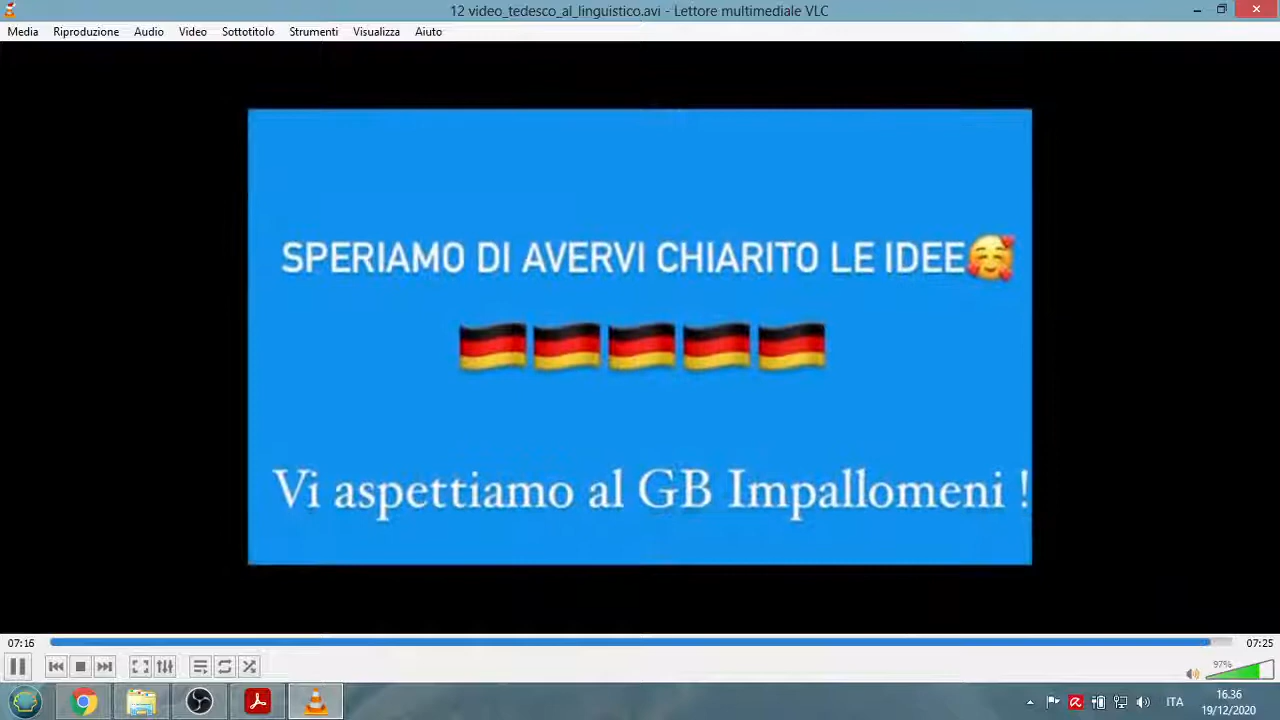 12 video_tedesco_al_linguistico.avi - Lettore multimediale VLC
Media Riproduzione Audio Video Sottotitolo Strumenti Visualizza Aiuto
SPERIAMO DI AVERVI CHIARITO LE IDEE🥰
🇩🇪🇩🇪🇩🇪🇩🇪🇩🇪
Vi aspettiamo al GB Impallomeni !
07:16 07:25
97%
ITA
16.36
19/12/2020